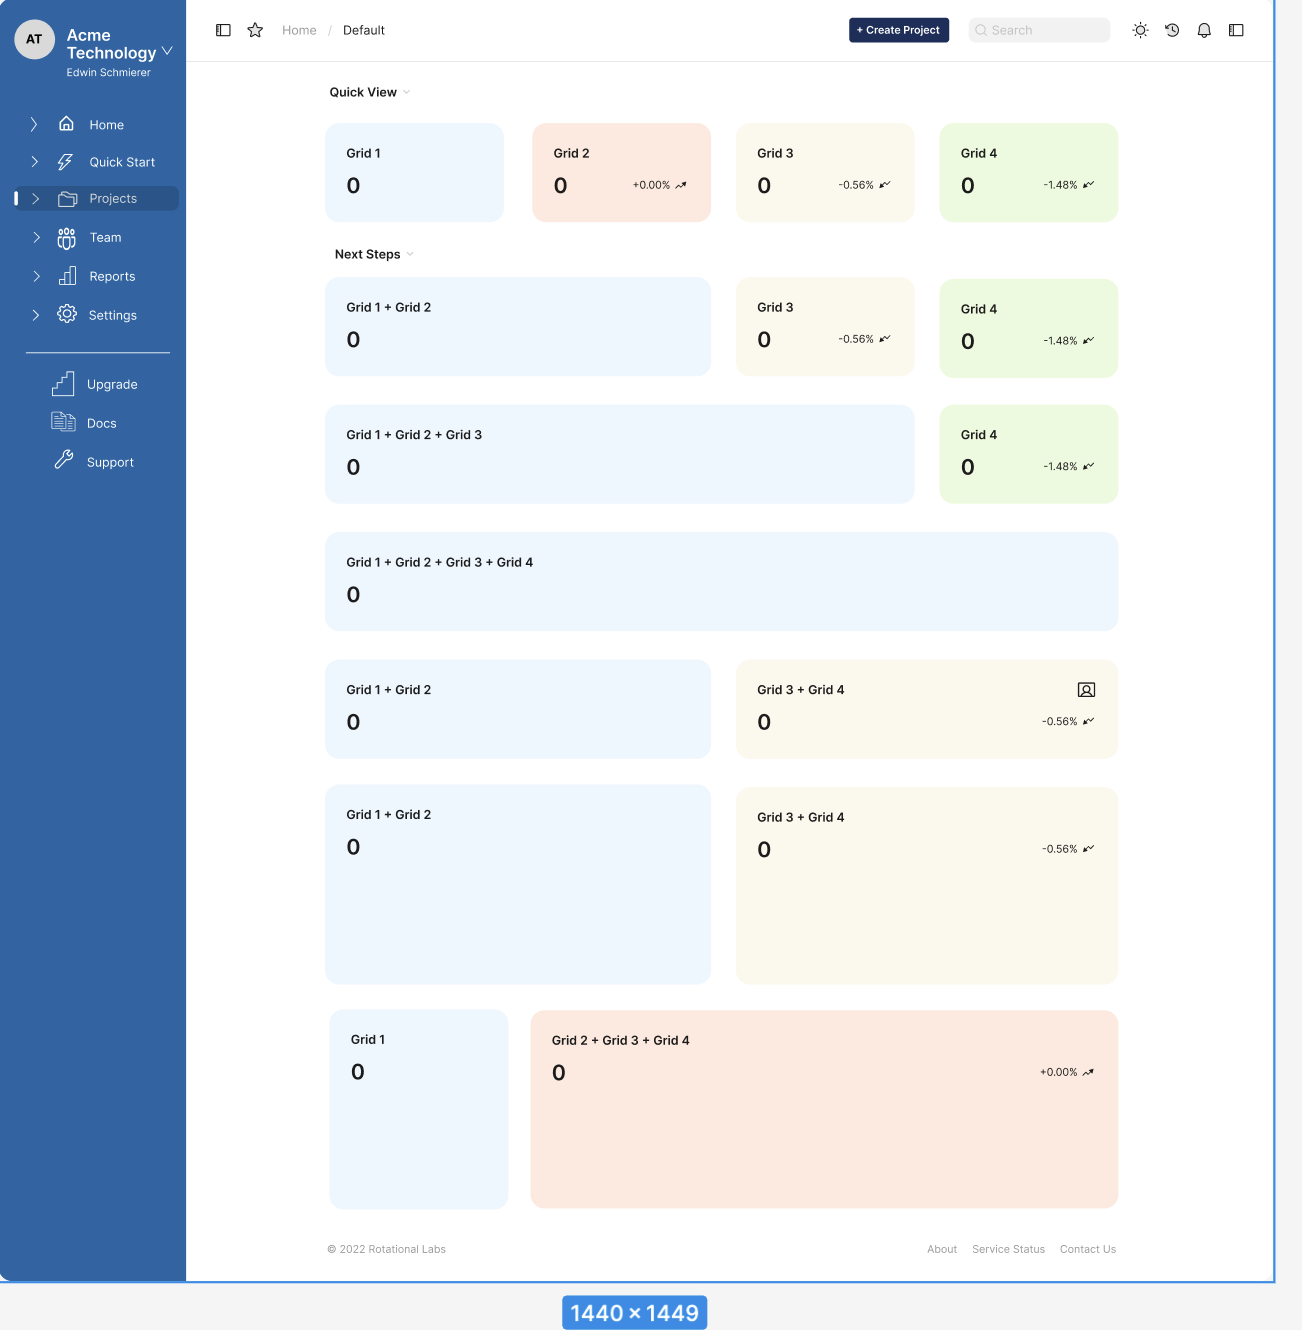 AT
Acme
Technology
Edwin Schmierer
Home
Quick Start
Projects
Team
Reports
Settings
Upgrade
Docs
Support
Home / Default
+ Create Project
Search
Quick View
Grid 1
0
Grid 2
0 +0.00%
Grid 3
0 -0.56%
Grid 4
0 -1.48%
Next Steps
Grid 1 + Grid 2
0
Grid 3
0 -0.56%
Grid 4
0 -1.48%
Grid 1 + Grid 2 + Grid 3
0
Grid 4
0 -1.48%
Grid 1 + Grid 2 + Grid 3 + Grid 4
0
Grid 1 + Grid 2
0
Grid 3 + Grid 4
0 -0.56%
Grid 1 + Grid 2
0
Grid 3 + Grid 4
0 -0.56%
Grid 1
0
Grid 2 + Grid 3 + Grid 4
0 +0.00%
© 2022 Rotational Labs
About Service Status Contact Us
1440 × 1449